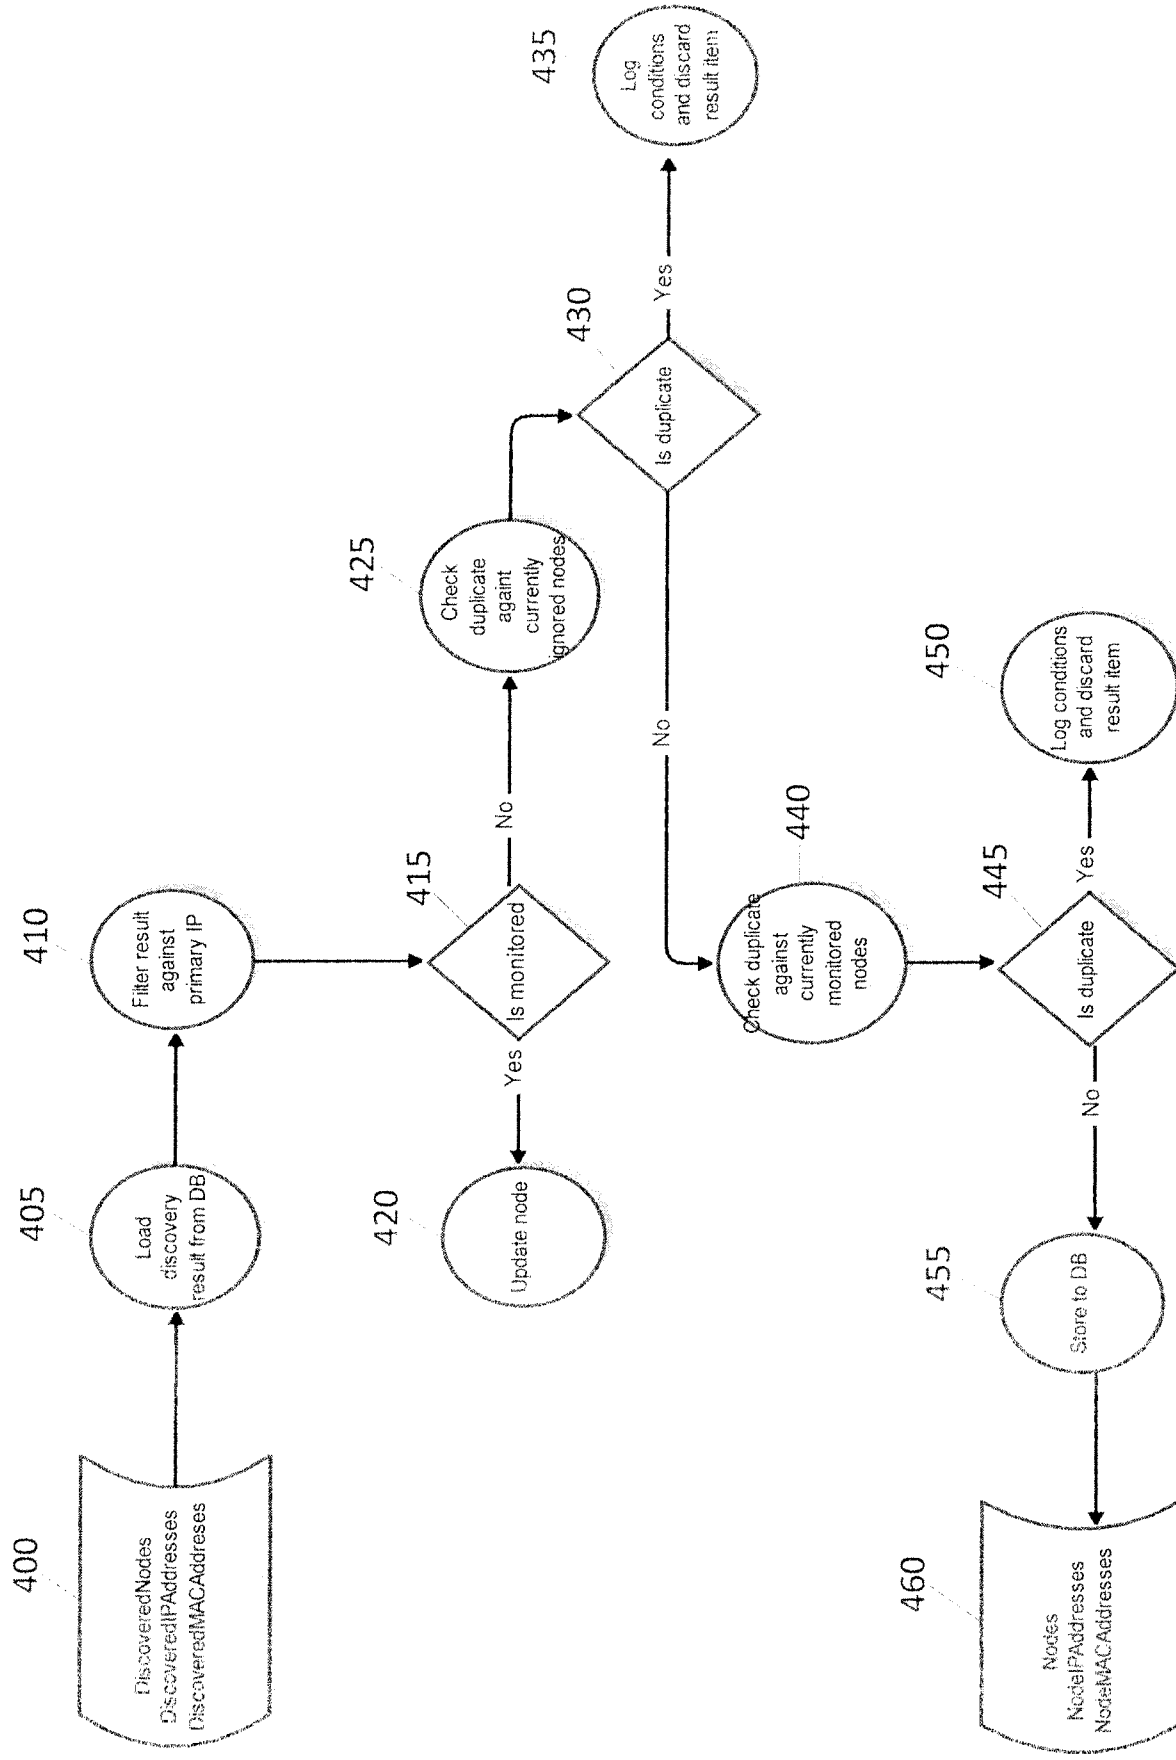 400
DiscoveredNodes
DiscoveredIPAddresses
DiscoveredMACAddreses
405
Load
discovery
result from DB
410
Filter result
against
primary IP
415
Is monitored
Yes
420
Update node
No
425
Check
duplicate
againt
currently
ignored nodes
430
Is duplicate
Yes
435
Log
conditions
and discard
result item
No
440
Check duplicate
against
currently
monitored
nodes
445
Is duplicate
Yes
450
Log conditions
and discard
result item
No
455
Store to DB
460
Nodes
NodeIPAddresses
NodeMACAddresses